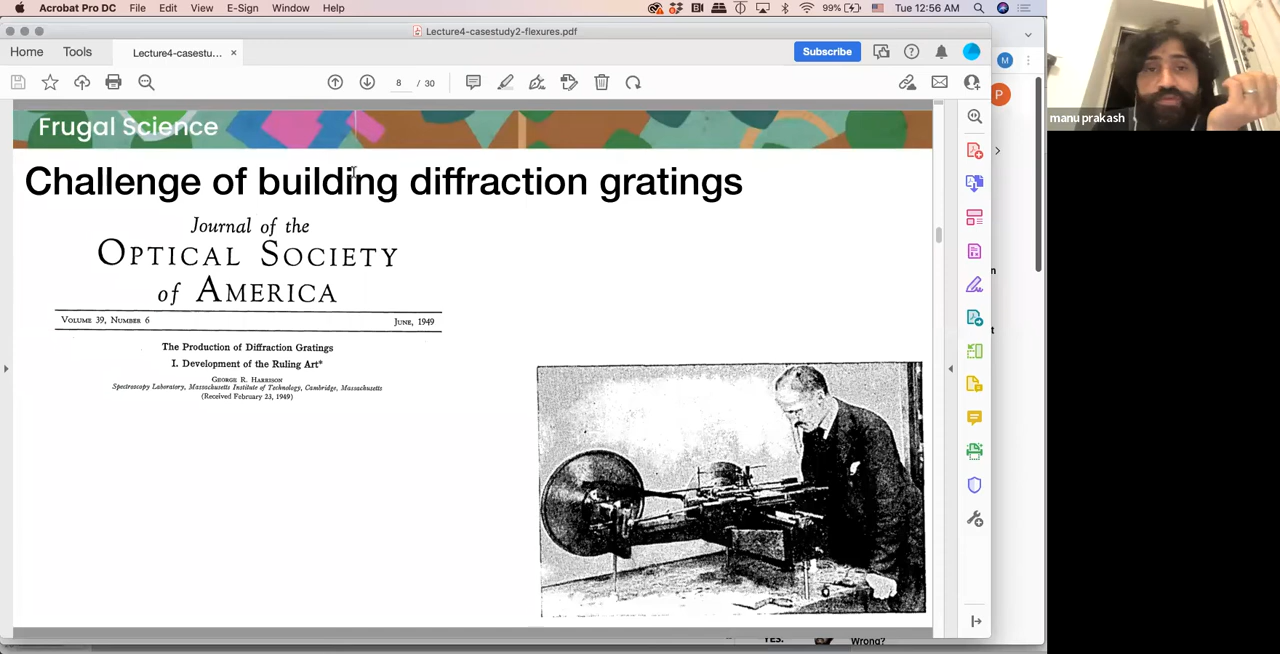 Acrobat Pro DC File Edit View E-Sign Window Help 99% Tue 12:56 AM
Lecture4-casestudy2-flexures.pdf
Home Tools Lecture4-casestu... × Subscribe
8 / 30
M
P
manu prakash
Frugal Science
Challenge of building diffraction gratings
Journal of the
OPTICAL SOCIETY
of AMERICA
VOLUME 39, NUMBER 6 JUNE, 1949
The Production of Diffraction Gratings
I. Development of the Ruling Art*
GEORGE R. HARRISON
Spectroscopy Laboratory, Massachusetts Institute of Technology, Cambridge, Massachusetts
(Received February 23, 1949)
n
t
YES. Wrong?